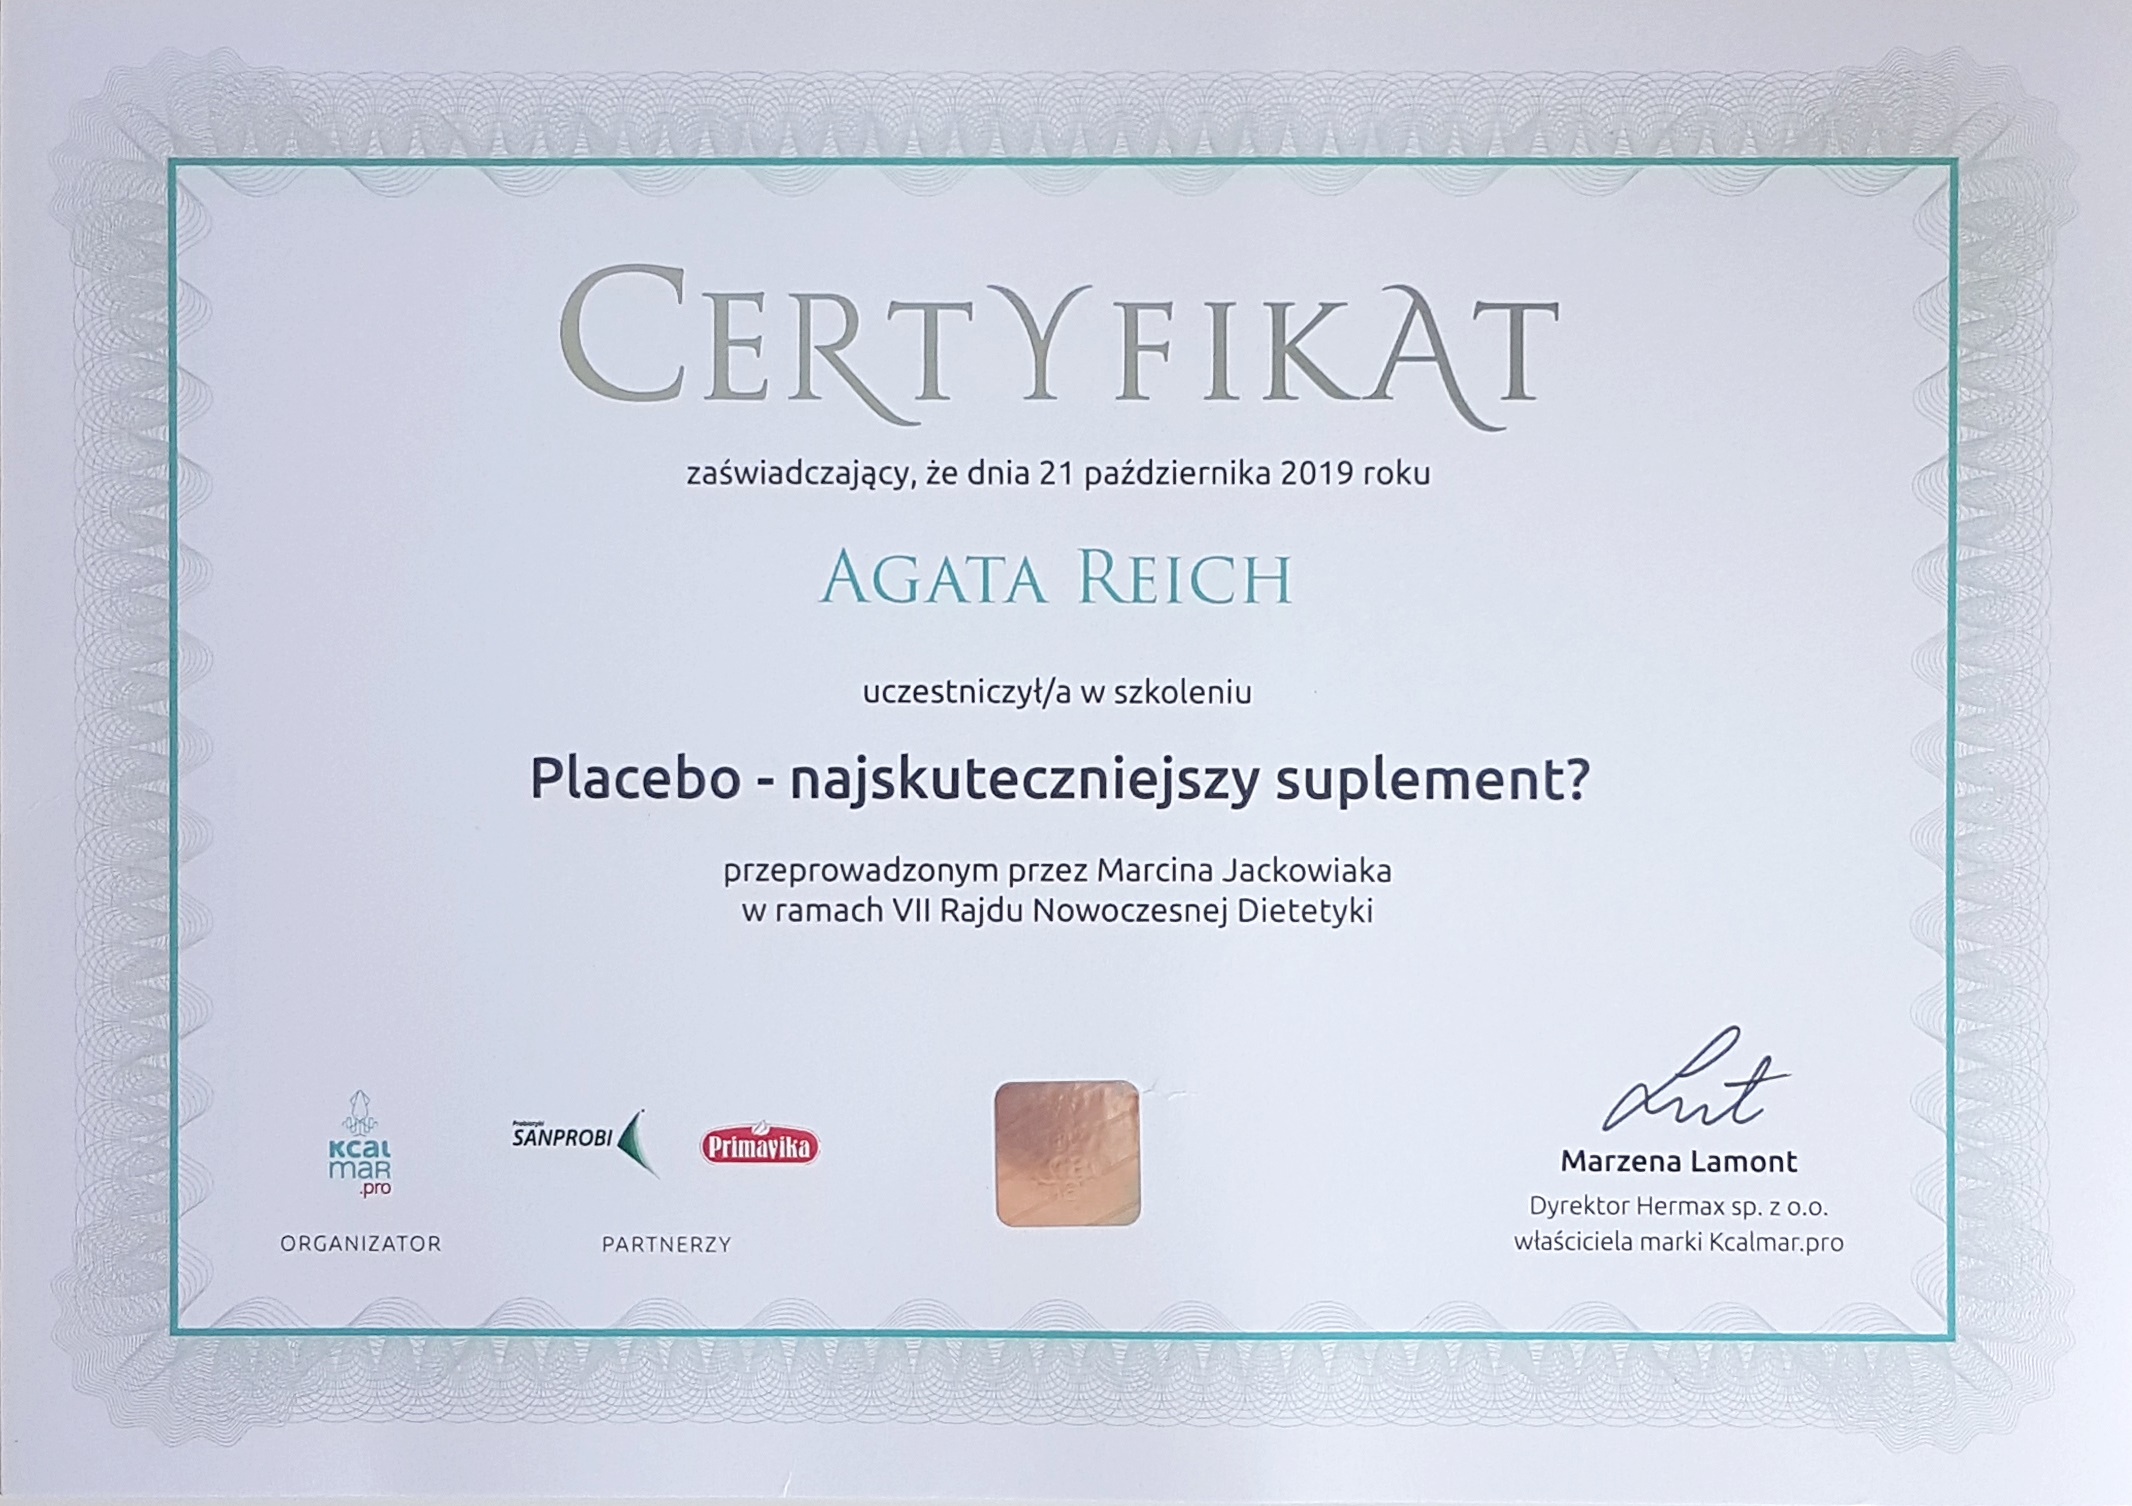 CERTYFIKAT
zaświadczający, że dnia 21 października 2019 roku
AGATA REICH
uczestniczył/a w szkoleniu
Placebo - najskuteczniejszy suplement?
przeprowadzonym przez Marcina Jackowiaka
w ramach VII Rajdu Nowoczesnej Dietetyki
Kcal
maR
.pro
ORGANIZATOR
Probiotyki
SANPROBI
Primavika
PARTNERZY
Marzena Lamont
Dyrektor Hermax sp. z o.o.
właściciela marki Kcalmar.pro